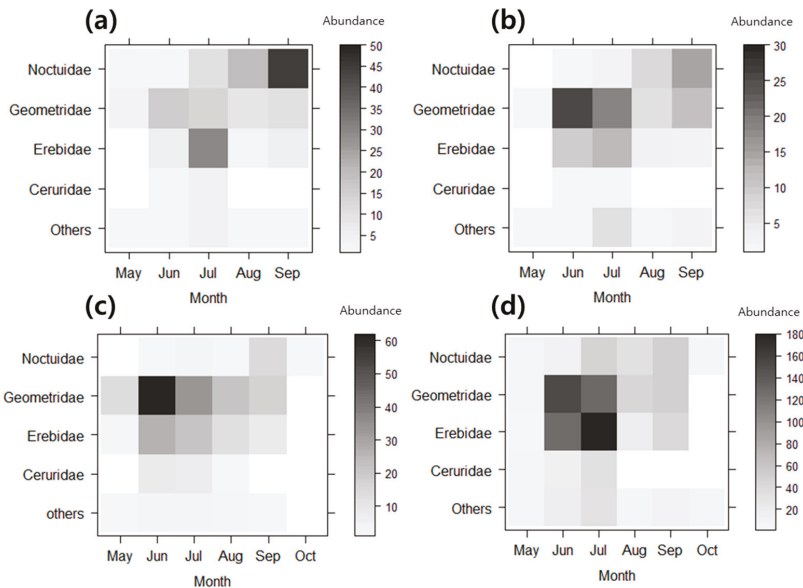 (a)
Abundance
Noctuidae
Geometridae
Erebidae
Ceruridae
Others
May Jun Jul Aug Sep
Month
50
45
40
35
30
25
20
15
10
5
(b)
Abundance
Noctuidae
Geometridae
Erebidae
Ceruridae
Others
May Jun Jul Aug Sep
Month
30
25
20
15
10
5
(c)
Abundance
Noctuidae
Geometridae
Erebidae
Ceruridae
others
May Jun Jul Aug Sep Oct
Month
60
50
40
30
20
10
(d)
Abundance
Noctuidae
Geometridae
Erebidae
Ceruridae
Others
May Jun Jul Aug Sep Oct
Month
180
160
140
120
100
80
60
40
20